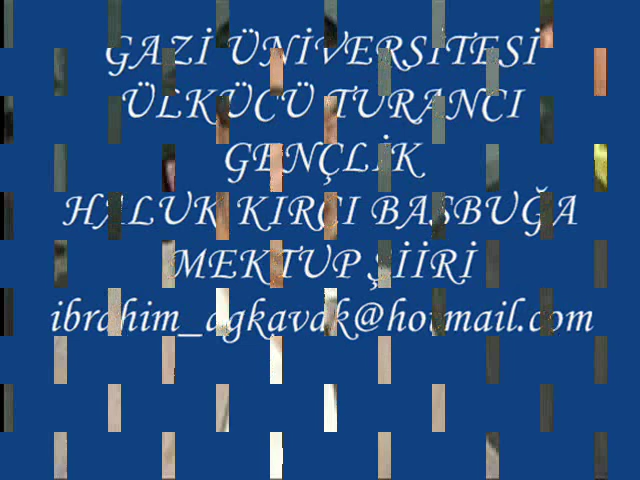 GAZİ ÜNİVERSİTESİ
ÜLKÜCÜ TURANCI
GENÇLİK
HALUK KIRCI BAŞBUĞA
MEKTUP ŞİİRİ
ibrahim_agkavak@hotmail.com